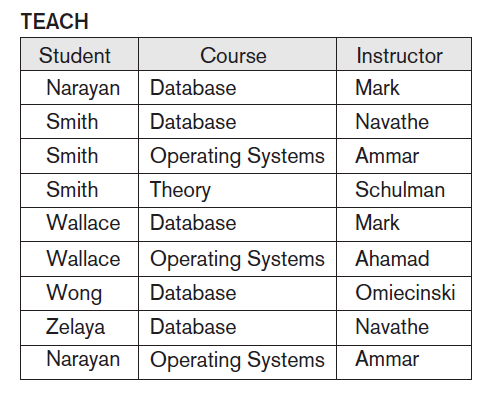 TEACH
Student Course Instructor
Narayan Database Mark
Smith Database Navathe
Smith Operating Systems Ammar
Smith Theory Schulman
Wallace Database Mark
Wallace Operating Systems Ahamad
Wong Database Omiecinski
Zelaya Database Navathe
Narayan Operating Systems Ammar